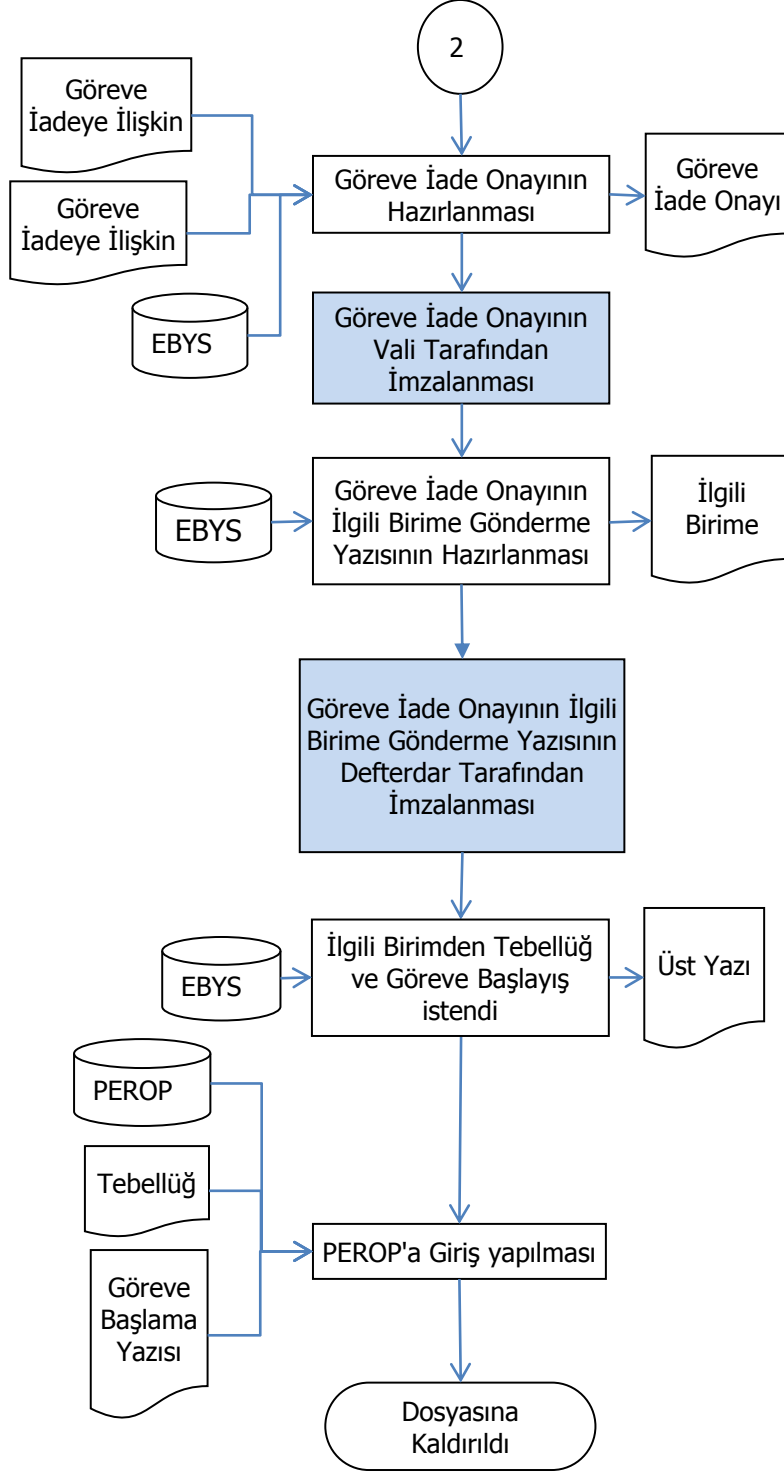 2
Göreve
İadeye İlişkin
Göreve İade Onayının
Hazırlanması
Göreve
İade Onayı
Göreve
İadeye İlişkin
EBYS
Göreve İade Onayının
Vali Tarafından
İmzalanması
EBYS
Göreve İade Onayının
İlgili Birime Gönderme
Yazısının Hazırlanması
İlgili
Birime
Göreve İade Onayının İlgili
Birime Gönderme Yazısının
Defterdar Tarafından
İmzalanması
EBYS
İlgili Birimden Tebellüğ
ve Göreve Başlayış
istendi
Üst Yazı
PEROP
Tebellüğ
Göreve
Başlama
Yazısı
PEROP'a Giriş yapılması
Dosyasına
Kaldırıldı